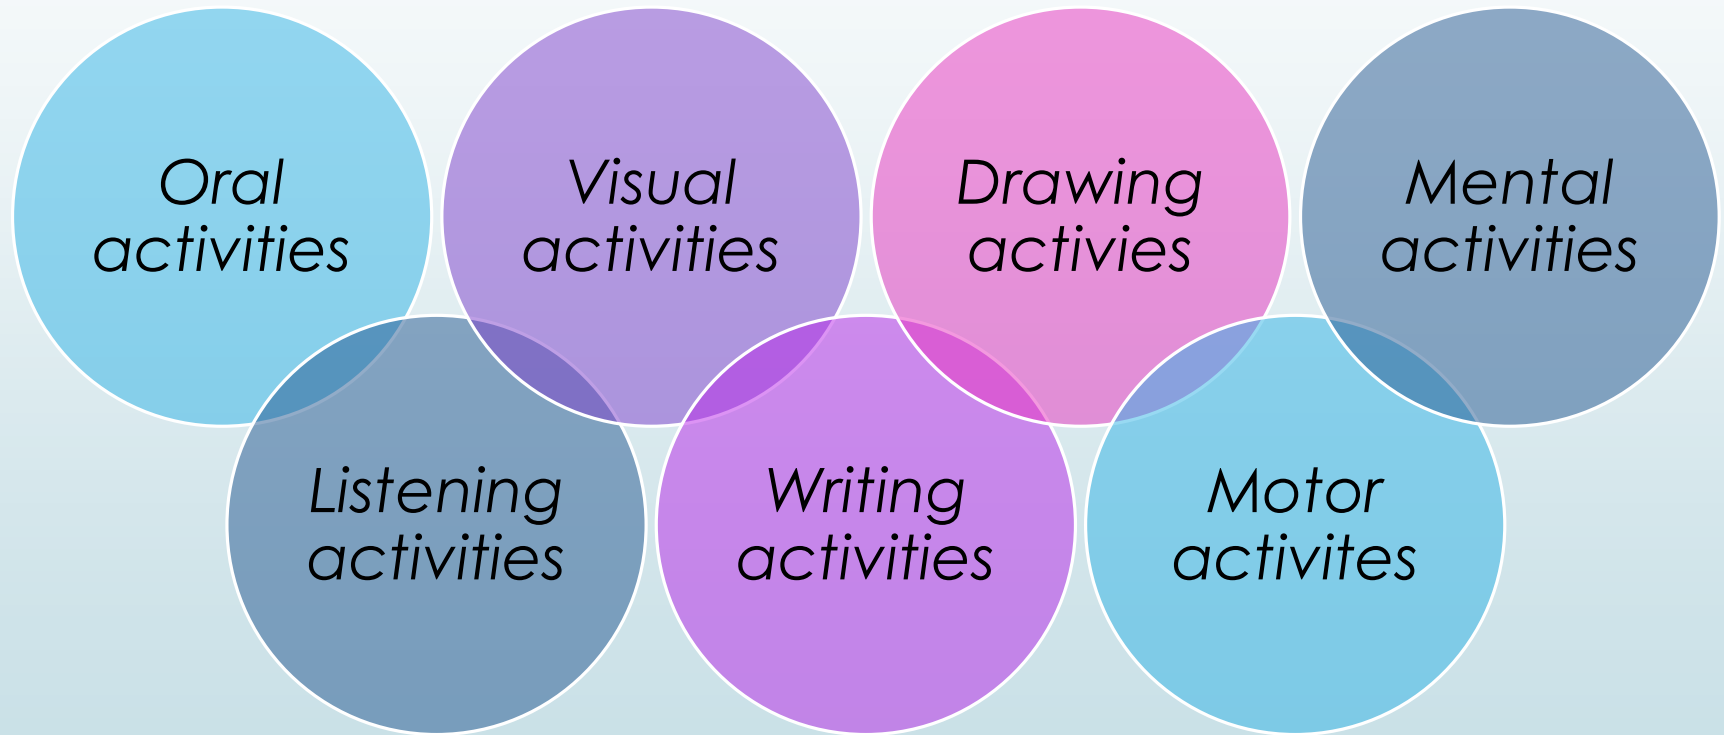 Oral
activities
Visual
activities
Drawing
activies
Mental
activities
Listening
activities
Writing
activities
Motor
activites